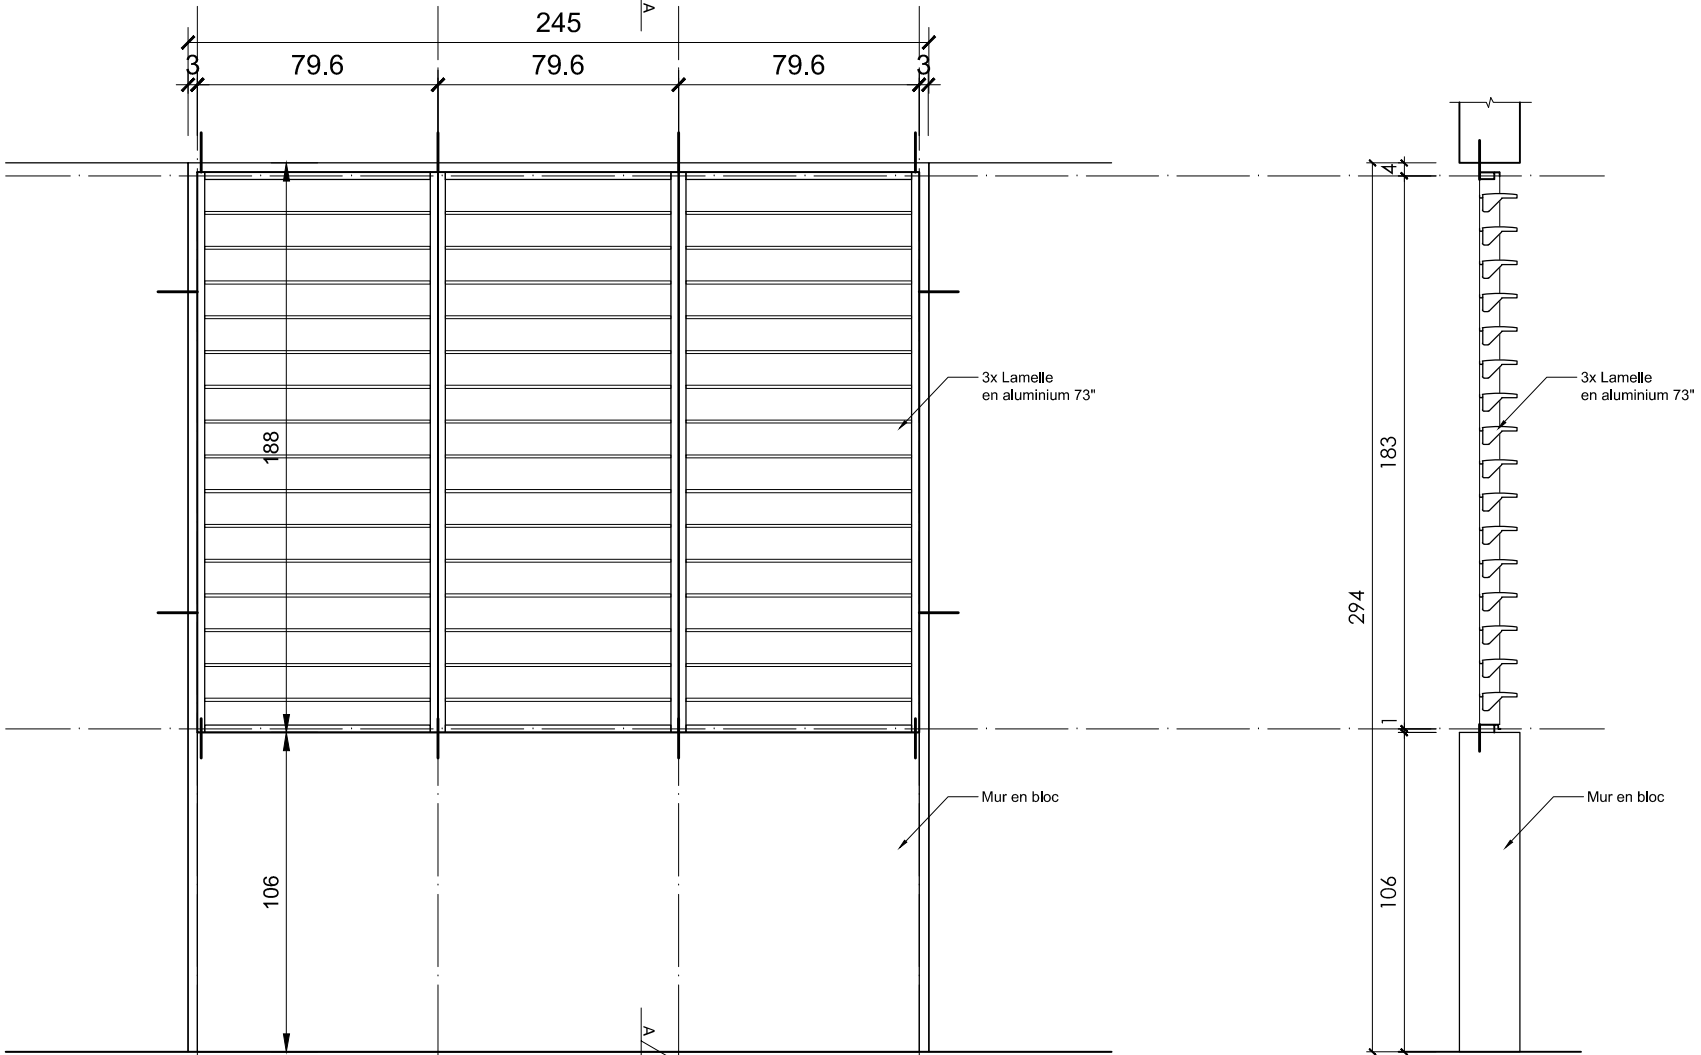 A
245
3
79.6
79.6
79.6
3
4
3x Lamelle
en aluminium 73"
3x Lamelle
en aluminium 73"
188
183
294
1
Mur en bloc
Mur en bloc
106
106
A